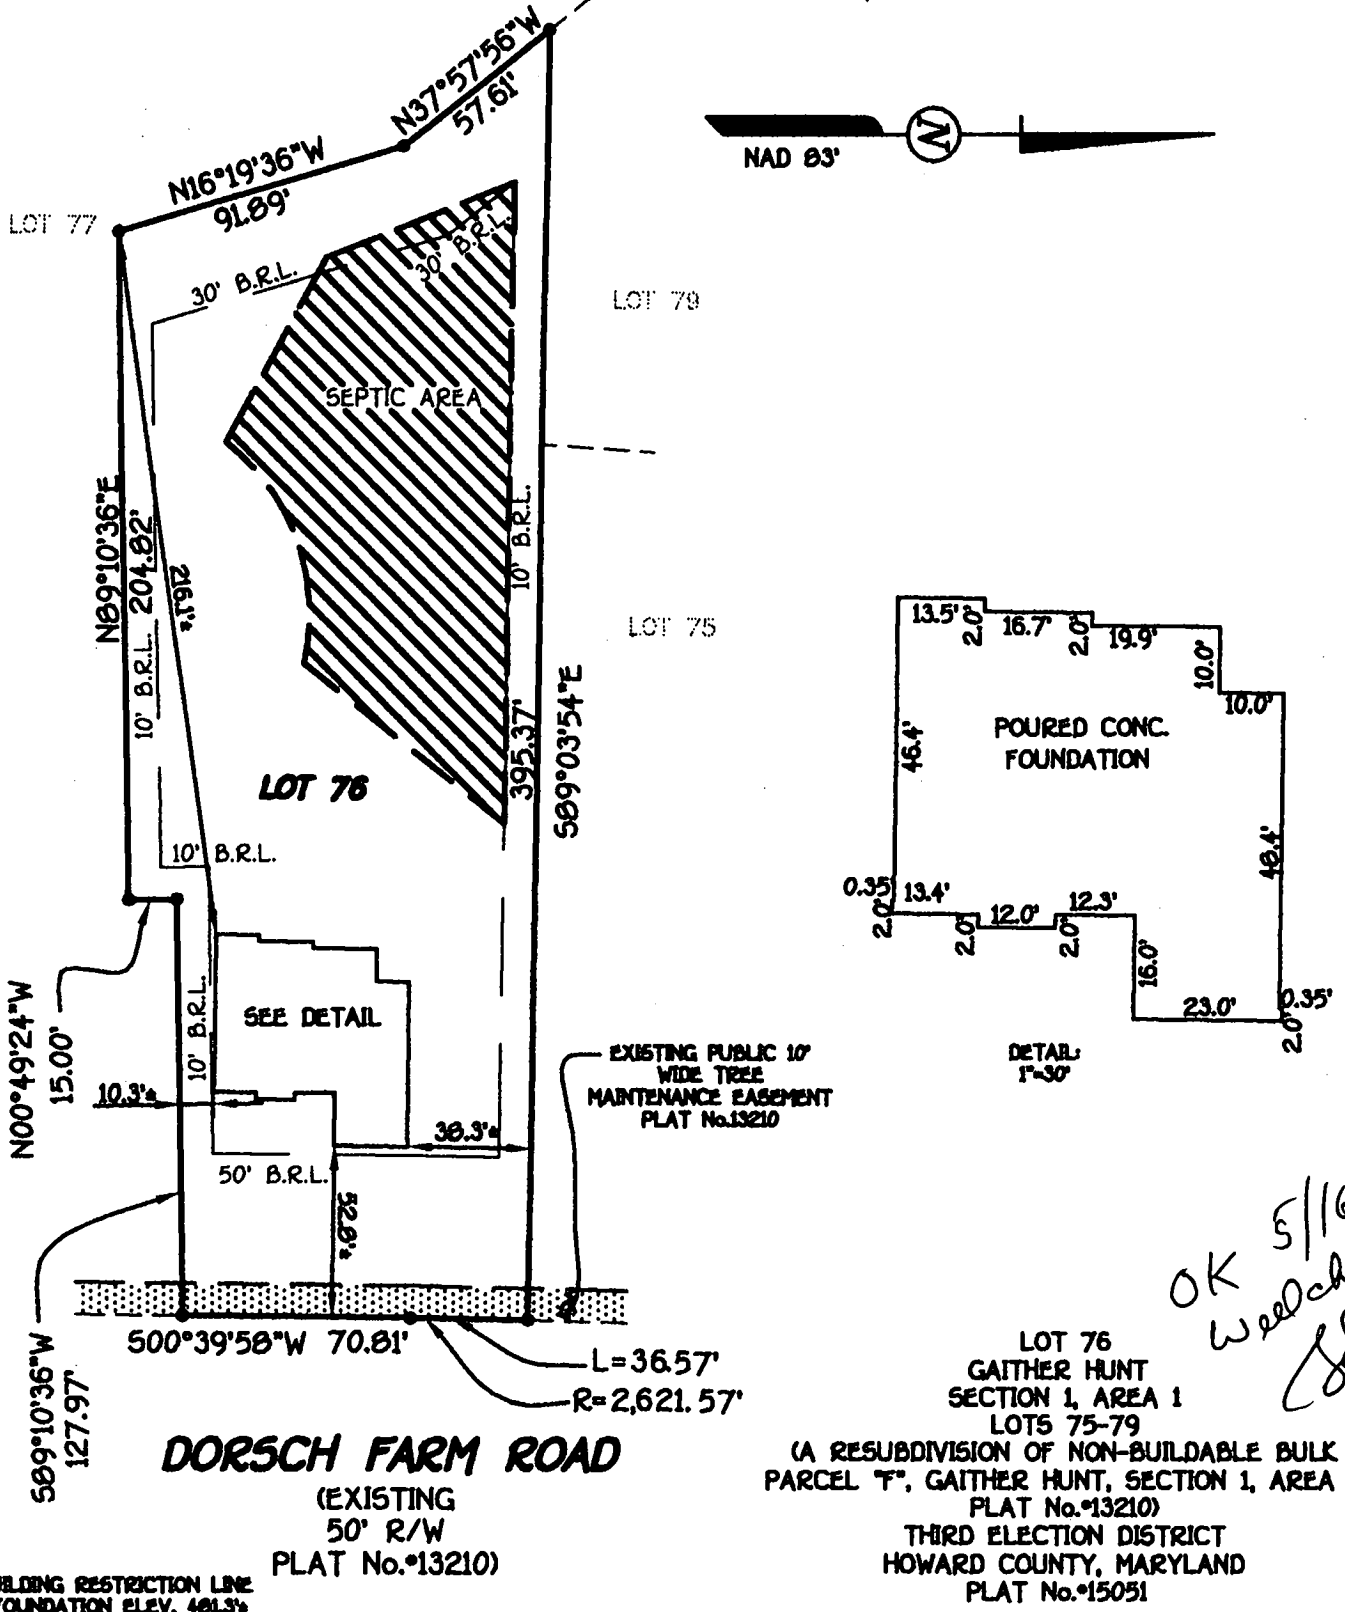 N37°57'56"W
57.61'
N16°19'36"W
91.89'
NAD 83'
N
LOT 77
30' B.R.L.
30' B.R.L.
LOT 79
SEPTIC AREA
N89°10'36"E
204.82'
10' B.R.L.
216.1'±
10' B.R.L.
LOT 75
395.37'
S89°03'54"E
LOT 76
10' B.R.L.
13.5'
2.0'
16.7'
2.0'
19.9'
10.0'
10.0'
POURED CONC.
FOUNDATION
46.4'
48.4'
0.35'
2.0'
13.4'
2.0'
12.0'
2.0'
12.3'
16.0'
23.0'
0.35'
2.0'
DETAIL:
1"=30'
N00°49'24"W
15.00'
10' B.R.L.
SEE DETAIL
10.3'±
38.3'±
50' B.R.L.
52.8'±
EXISTING PUBLIC 10'
WIDE TREE
MAINTENANCE EASEMENT
PLAT No.13210
S89°10'36"W
127.97'
S00°39'58"W 70.81'
L=36.57'
R=2,621.57'
DORSCH FARM ROAD
(EXISTING
50' R/W
PLAT No.•13210)
OK
LOT 76
GAITHER HUNT
SECTION 1, AREA 1
LOTS 75-79
(A RESUBDIVISION OF NON-BUILDABLE BULK
PARCEL "F", GAITHER HUNT, SECTION 1, AREA
PLAT No.•13210)
THIRD ELECTION DISTRICT
HOWARD COUNTY, MARYLAND
PLAT No.•15051
ILDING RESTRICTION LINE
OUNDATION ELEV. 481.3'±